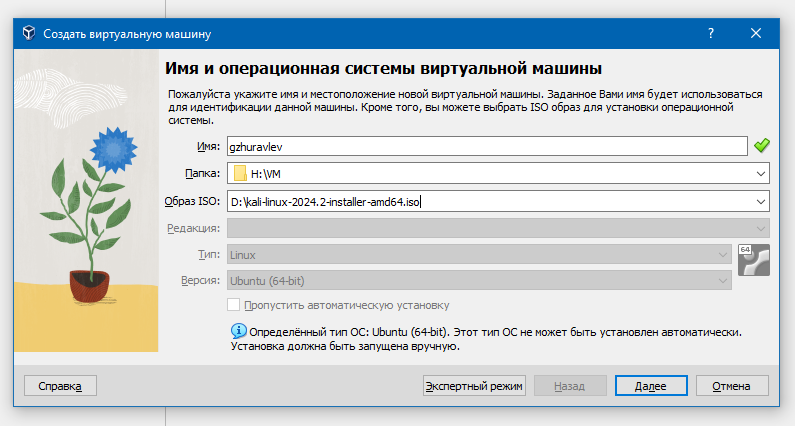 Создать виртуальную машину
?
Имя и операционная системы виртуальной машины
Пожалуйста укажите имя и местоположение новой виртуальной машины. Заданное Вами имя будет использоваться
для идентификации данной машины. Кроме того, вы можете выбрать ISO образ для установки операционной
системы.
Имя: gzhuravlev
Папка: H:\VM
Образ ISO: D:\kali-linux-2024.2-installer-amd64.iso
Редакция:
Тип: Linux
64
Версия: Ubuntu (64-bit)
Пропустить автоматическую установку
Определённый тип ОС: Ubuntu (64-bit). Этот тип ОС не может быть установлен автоматически.
Установка должна быть запущена вручную.
Справка Экспертный режим Назад Далее Отмена